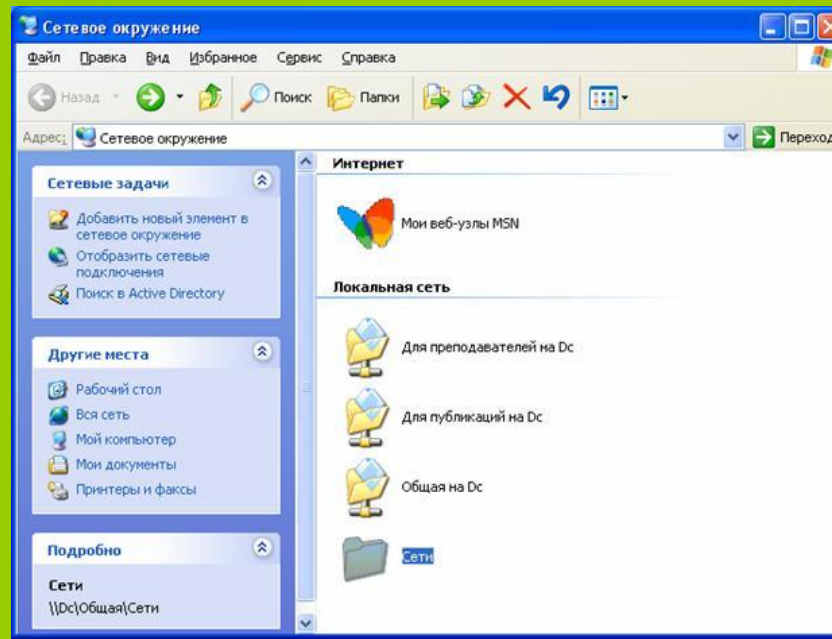 Сетевое окружение
Файл Правка Вид Избранное Сервис Справка
Назад Поиск Папки
Адрес: Сетевое окружение Переход
Сетевые задачи
Добавить новый элемент в
сетевое окружение
Отобразить сетевые
подключения
Поиск в Active Directory
Другие места
Рабочий стол
Вся сеть
Мой компьютер
Мои документы
Принтеры и факсы
Подробно
Сети
\\Dc\Общая\Сети
Интернет
Мои веб-узлы MSN
Локальная сеть
Для преподавателей на Dc
Для публикаций на Dc
Общая на Dc
Сети